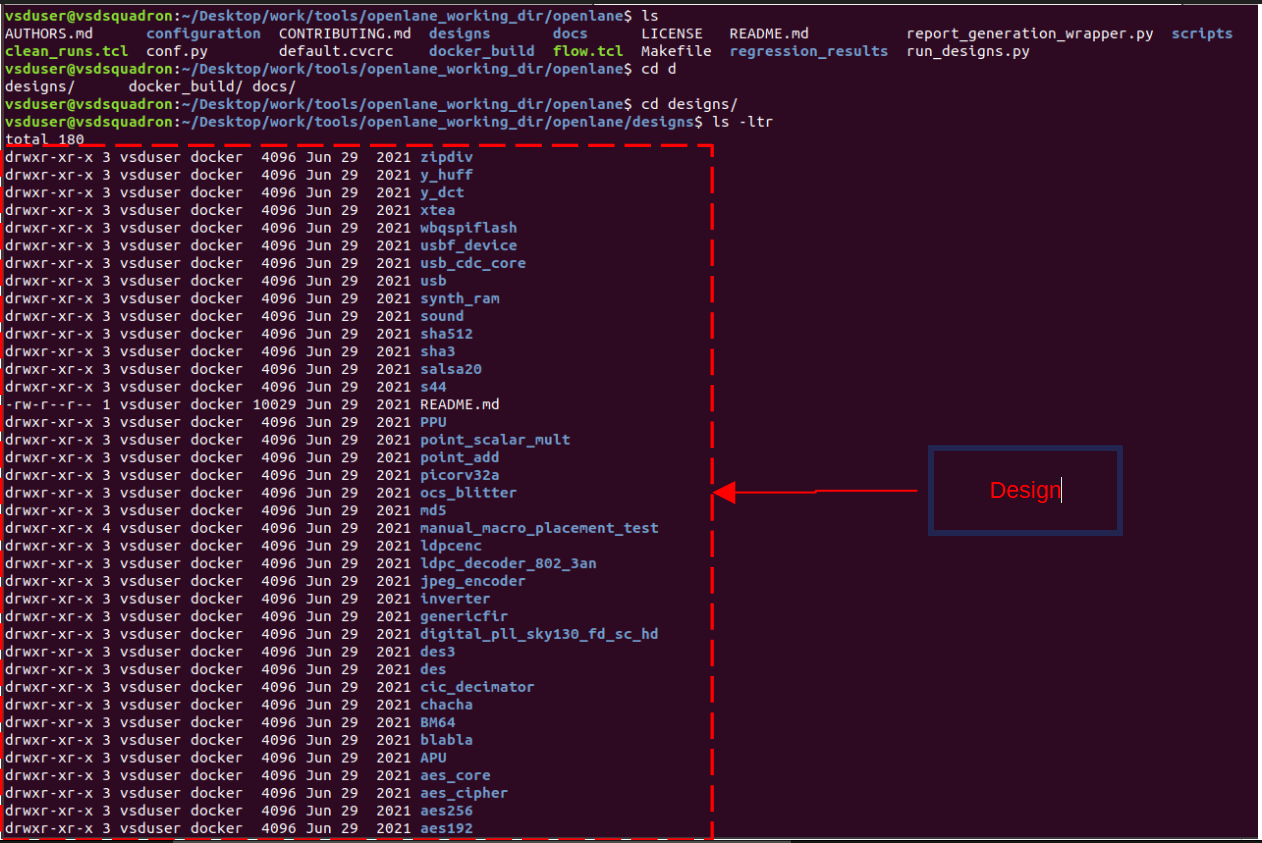 vsduser@vsdsquadron:~/Desktop/work/tools/openlane_working_dir/openlane$ ls
AUTHORS.md configuration CONTRIBUTING.md designs docs LICENSE README.md report_generation_wrapper.py scripts
clean_runs.tcl conf.py default.cvcrc docker_build flow.tcl Makefile regression_results run_designs.py
vsduser@vsdsquadron:~/Desktop/work/tools/openlane_working_dir/openlane$ cd d
designs/ docker_build/ docs/
vsduser@vsdsquadron:~/Desktop/work/tools/openlane_working_dir/openlane$ cd designs/
vsduser@vsdsquadron:~/Desktop/work/tools/openlane_working_dir/openlane/designs$ ls -ltr
total 180
drwxr-xr-x 3 vsduser docker 4096 Jun 29 2021 zipdiv
drwxr-xr-x 3 vsduser docker 4096 Jun 29 2021 y_huff
drwxr-xr-x 3 vsduser docker 4096 Jun 29 2021 y_dct
drwxr-xr-x 3 vsduser docker 4096 Jun 29 2021 xtea
drwxr-xr-x 3 vsduser docker 4096 Jun 29 2021 wbqspiflash
drwxr-xr-x 3 vsduser docker 4096 Jun 29 2021 usbf_device
drwxr-xr-x 3 vsduser docker 4096 Jun 29 2021 usb_cdc_core
drwxr-xr-x 3 vsduser docker 4096 Jun 29 2021 usb
drwxr-xr-x 3 vsduser docker 4096 Jun 29 2021 synth_ram
drwxr-xr-x 3 vsduser docker 4096 Jun 29 2021 sound
drwxr-xr-x 3 vsduser docker 4096 Jun 29 2021 sha512
drwxr-xr-x 3 vsduser docker 4096 Jun 29 2021 sha3
drwxr-xr-x 3 vsduser docker 4096 Jun 29 2021 salsa20
drwxr-xr-x 3 vsduser docker 4096 Jun 29 2021 s44
-rw-r--r-- 1 vsduser docker 10029 Jun 29 2021 README.md
drwxr-xr-x 3 vsduser docker 4096 Jun 29 2021 PPU
drwxr-xr-x 3 vsduser docker 4096 Jun 29 2021 point_scalar_mult
drwxr-xr-x 3 vsduser docker 4096 Jun 29 2021 point_add
drwxr-xr-x 3 vsduser docker 4096 Jun 29 2021 picorv32a
drwxr-xr-x 3 vsduser docker 4096 Jun 29 2021 ocs_blitter
Design
drwxr-xr-x 3 vsduser docker 4096 Jun 29 2021 md5
drwxr-xr-x 4 vsduser docker 4096 Jun 29 2021 manual_macro_placement_test
drwxr-xr-x 3 vsduser docker 4096 Jun 29 2021 ldpcenc
drwxr-xr-x 3 vsduser docker 4096 Jun 29 2021 ldpc_decoder_802_3an
drwxr-xr-x 3 vsduser docker 4096 Jun 29 2021 jpeg_encoder
drwxr-xr-x 3 vsduser docker 4096 Jun 29 2021 inverter
drwxr-xr-x 3 vsduser docker 4096 Jun 29 2021 genericfir
drwxr-xr-x 3 vsduser docker 4096 Jun 29 2021 digital_pll_sky130_fd_sc_hd
drwxr-xr-x 3 vsduser docker 4096 Jun 29 2021 des3
drwxr-xr-x 3 vsduser docker 4096 Jun 29 2021 des
drwxr-xr-x 3 vsduser docker 4096 Jun 29 2021 cic_decimator
drwxr-xr-x 3 vsduser docker 4096 Jun 29 2021 chacha
drwxr-xr-x 3 vsduser docker 4096 Jun 29 2021 BM64
drwxr-xr-x 3 vsduser docker 4096 Jun 29 2021 blabla
drwxr-xr-x 3 vsduser docker 4096 Jun 29 2021 APU
drwxr-xr-x 3 vsduser docker 4096 Jun 29 2021 aes_core
drwxr-xr-x 3 vsduser docker 4096 Jun 29 2021 aes_cipher
drwxr-xr-x 3 vsduser docker 4096 Jun 29 2021 aes256
drwxr-xr-x 3 vsduser docker 4096 Jun 29 2021 aes192